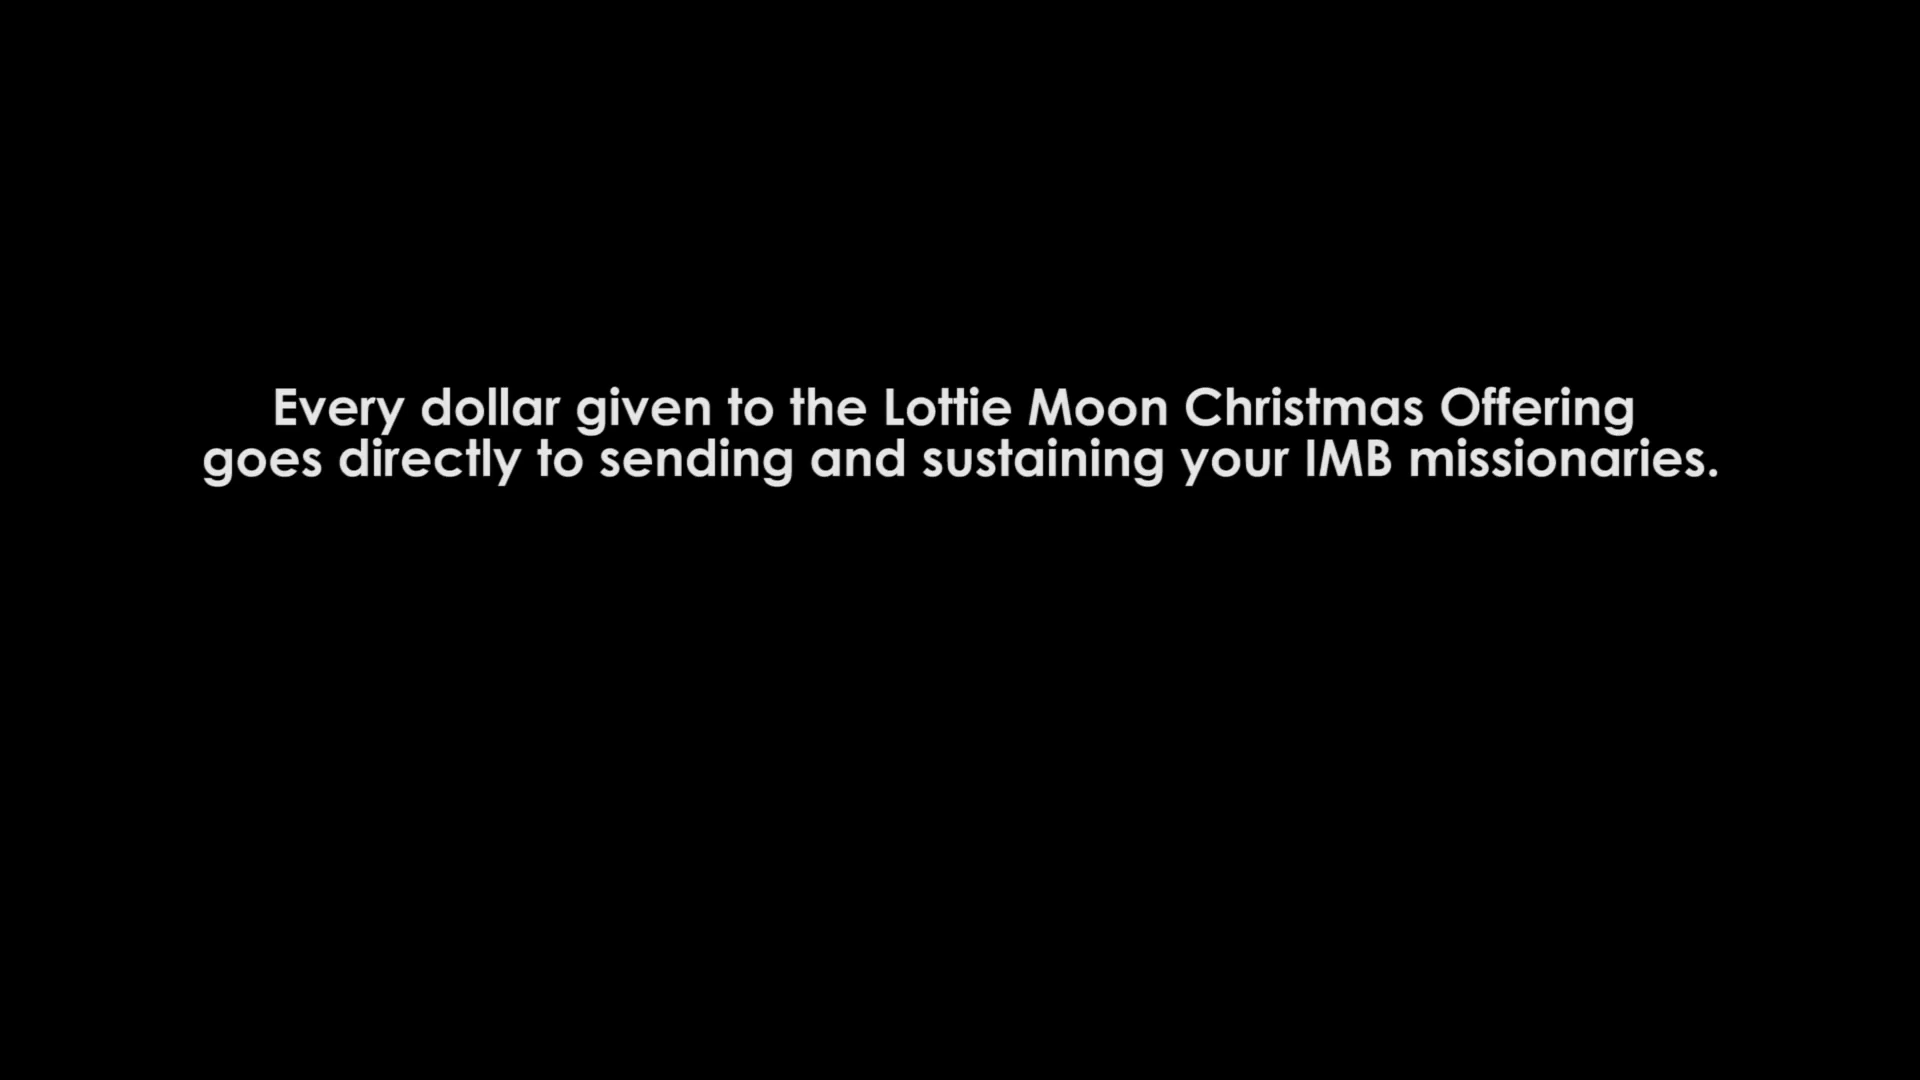 Every dollar given to the Lottie Moon Christmas Offering
goes directly to sending and sustaining your IMB missionaries.